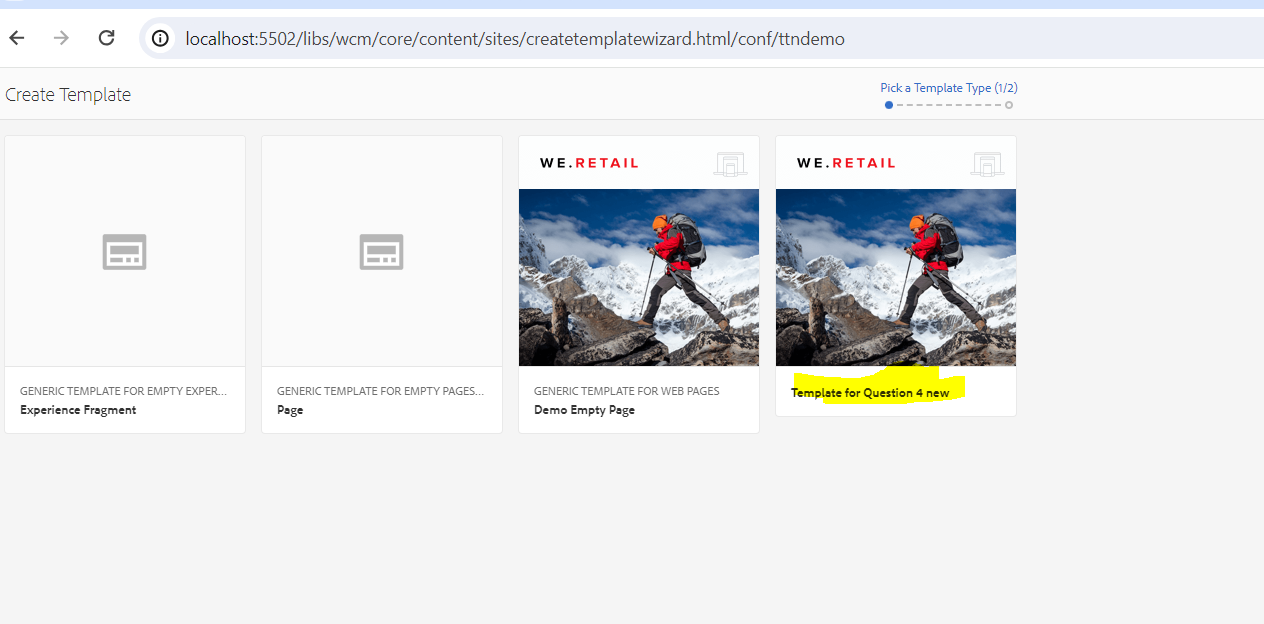 localhost:5502/libs/wcm/core/content/sites/createtemplatewizard.html/conf/ttndemo
Create Template
Pick a Template Type (1/2)
WE.RETAIL
WE.RETAIL
GENERIC TEMPLATE FOR EMPTY EXPER...
Experience Fragment
GENERIC TEMPLATE FOR EMPTY PAGES...
Page
GENERIC TEMPLATE FOR WEB PAGES
Demo Empty Page
Template for Question 4 new